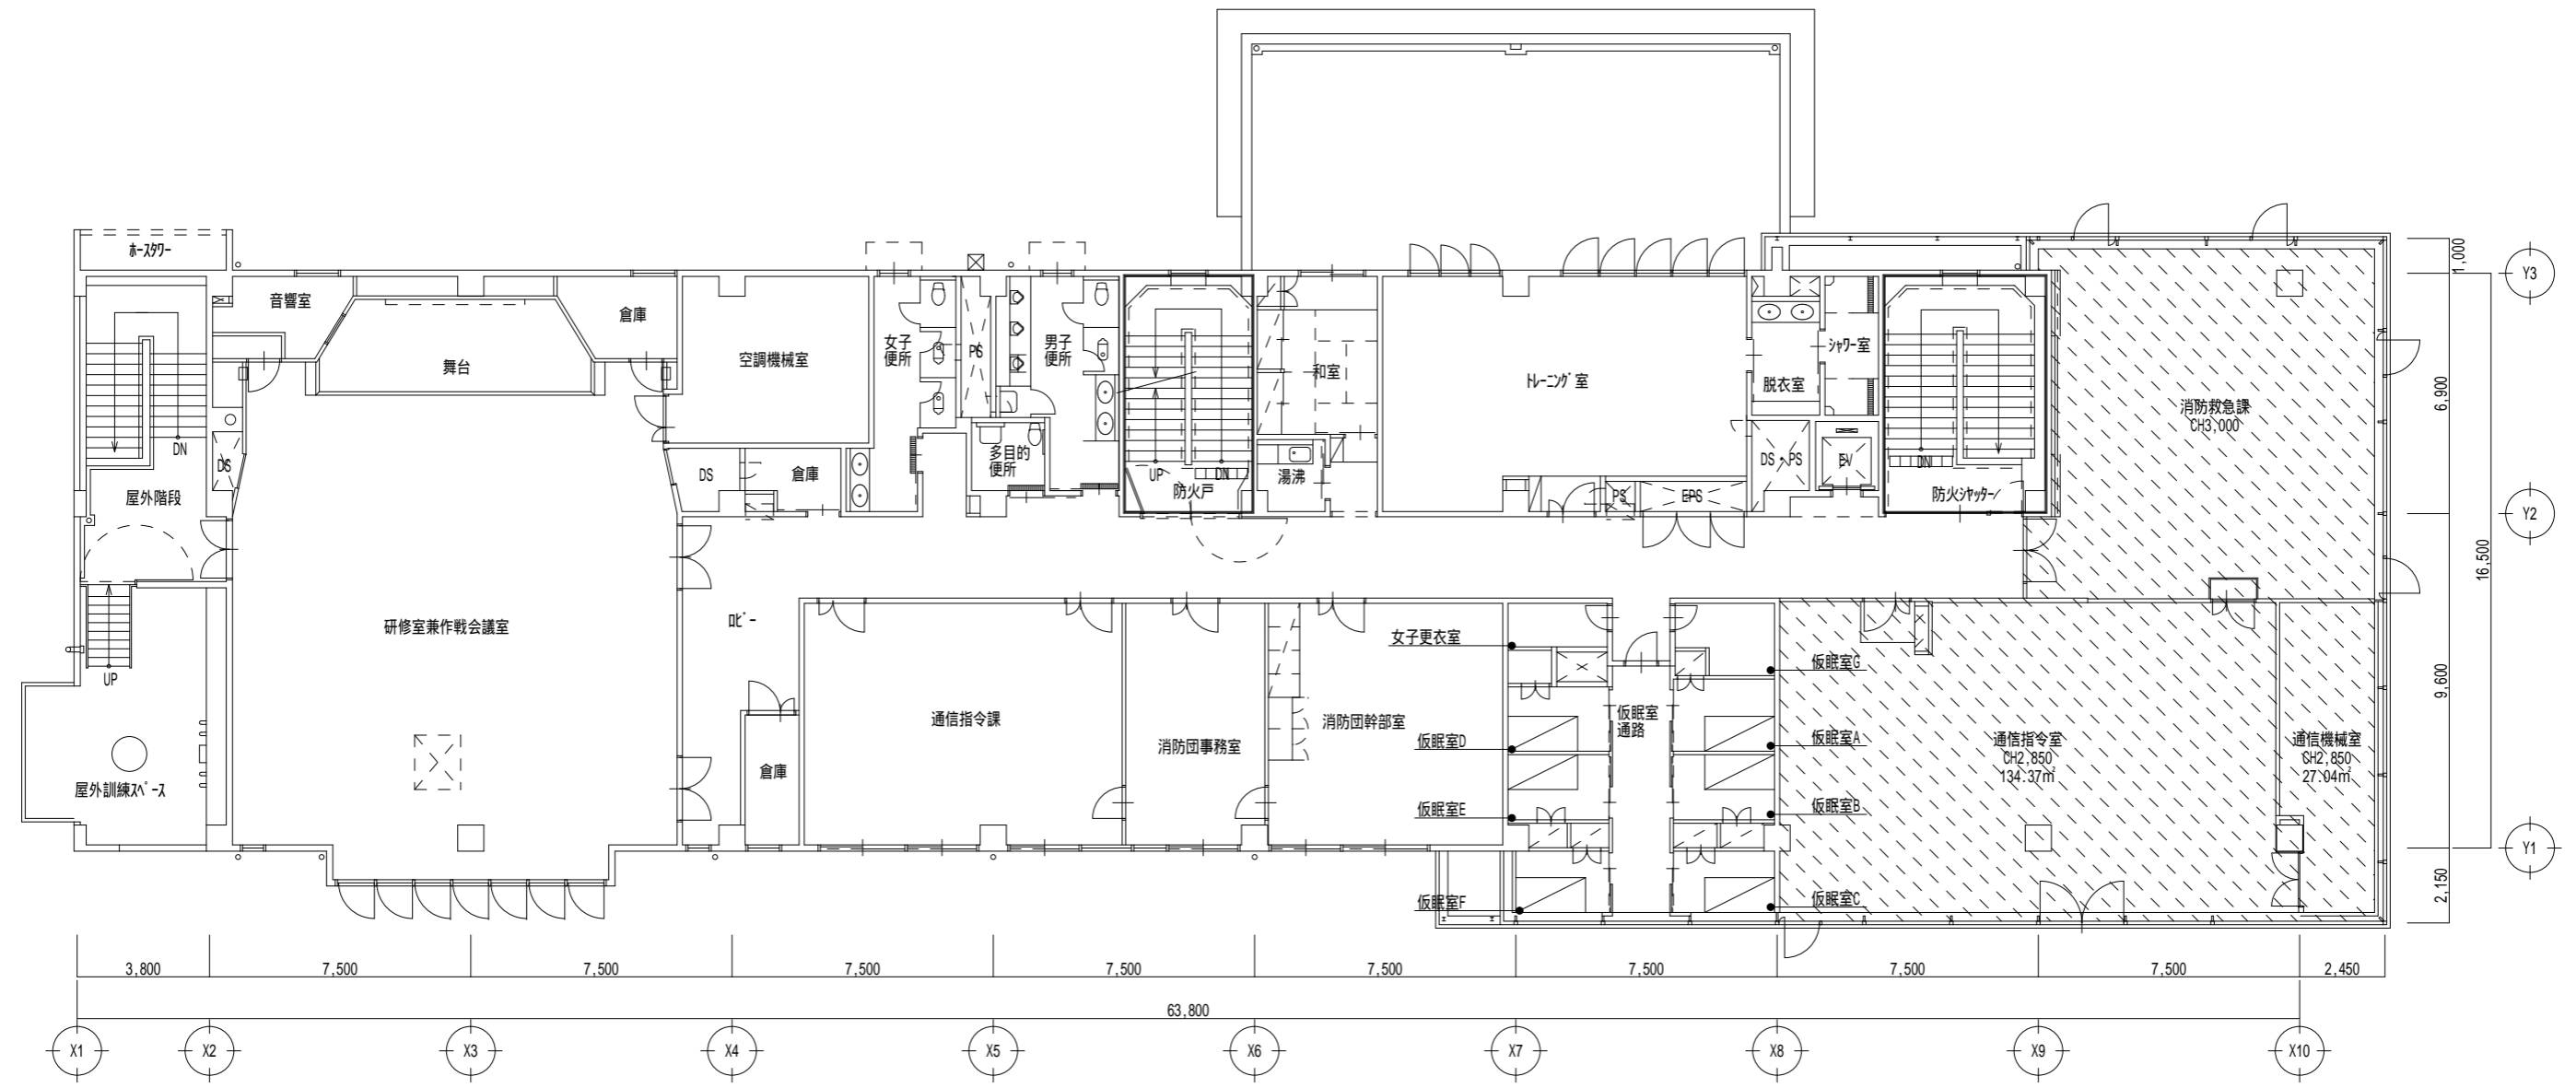 ホースタワー
音響室
舞台
倉庫
空調機械室
女子
便所
PS
男子
便所
和室
トレーニング室
脱衣室
シャワー室
消防救急課
CH3,000
DN
DS
屋外階段
DS
倉庫
多目的
便所
UP
DN
防火戸
湯沸
PS
EPS
DS・PS
EV
DN
防火シャッター
研修室兼作戦会議室
ロビー
UP
屋外訓練スペース
倉庫
通信指令課
消防団事務室
消防団幹部室
女子更衣室
仮眠室D
仮眠室E
仮眠室F
仮眠室
通路
仮眠室G
仮眠室A
仮眠室B
仮眠室C
通信指令室
CH2,850
134.37㎡
通信機械室
CH2,850
27.04㎡
1,000
6,900
16,500
9,600
2,150
Y3
Y2
Y1
3,800
7,500
7,500
7,500
7,500
7,500
7,500
7,500
7,500
2,450
63,800
X1
X2
X3
X4
X5
X6
X7
X8
X9
X10